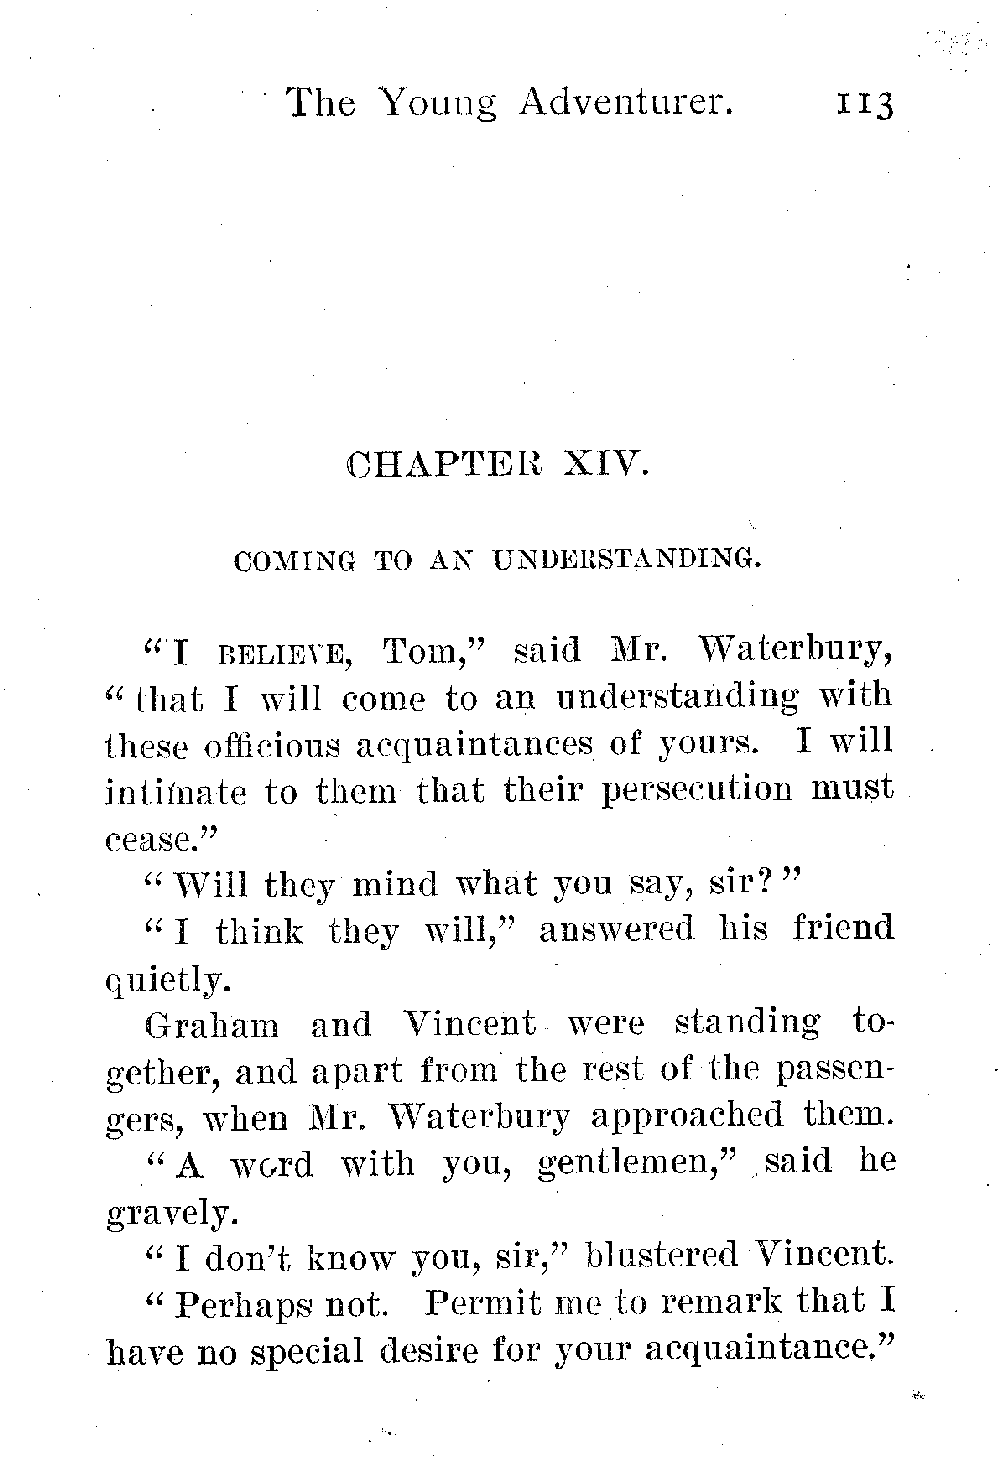 The Young Adventurer. 113
CHAPTER XIV.
COMING TO AN UNDERSTANDING.
“I BELIEVE, Tom,” said Mr. Waterbury,
“that I will come to an understanding with
these officious acquaintances of yours. I will
intimate to them that their persecution must
cease.”
“Will they mind what you say, sir?”
“I think they will,” answered his friend
quietly.
Graham and Vincent were standing to-
gether, and apart from the rest of the passen-
gers, when Mr. Waterbury approached them.
“A word with you, gentlemen,” said he
gravely.
“I don’t know you, sir,” blustered Vincent.
“Perhaps not. Permit me to remark that I
have no special desire for your acquaintance.”